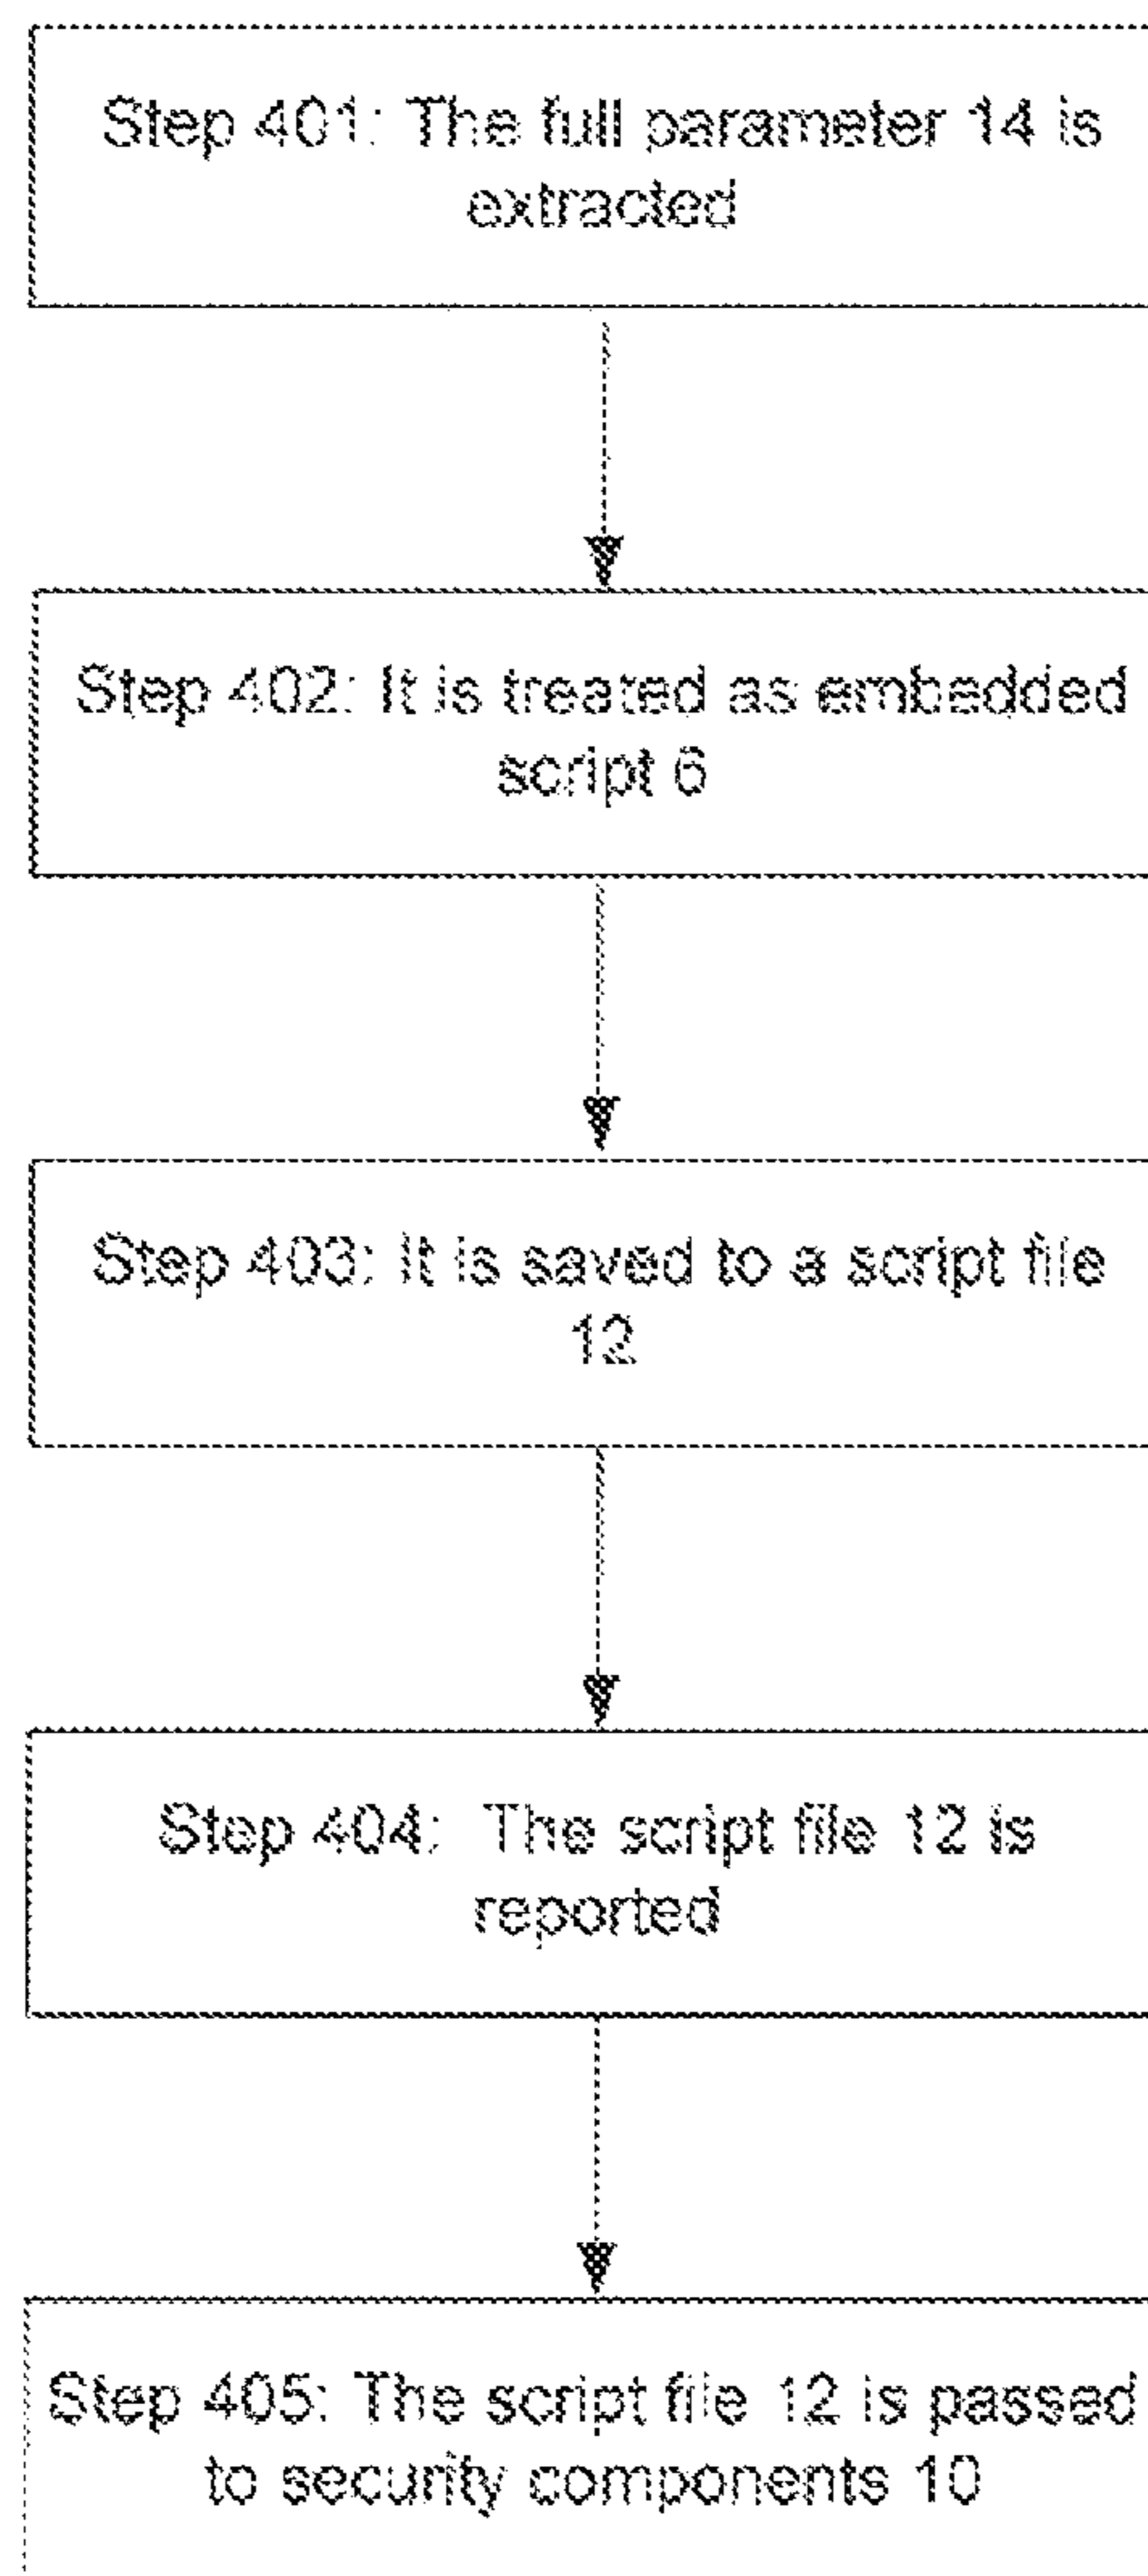 Step 401: The full parameter 14 is
extracted
Step 402: It is treated as embedded
script 6
Step 403: It is saved to a script file
12
Step 404: The script file 12 is
reported
Step 405: The script file 12 is passed
to security components 10